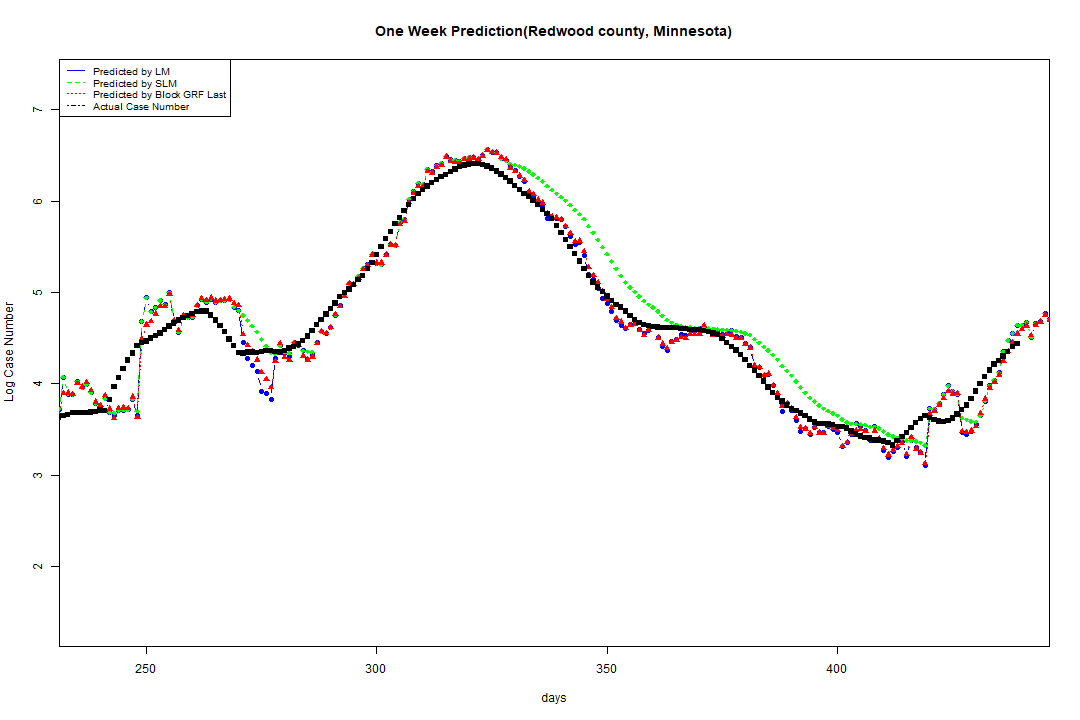 One Week Prediction(Redwood county, Minnesota)
Predicted by LM
Predicted by SLM
Predicted by Block GRF Last
Actual Case Number
7
6
5
4
3
2
Log Case Number
250 300 350 400
days